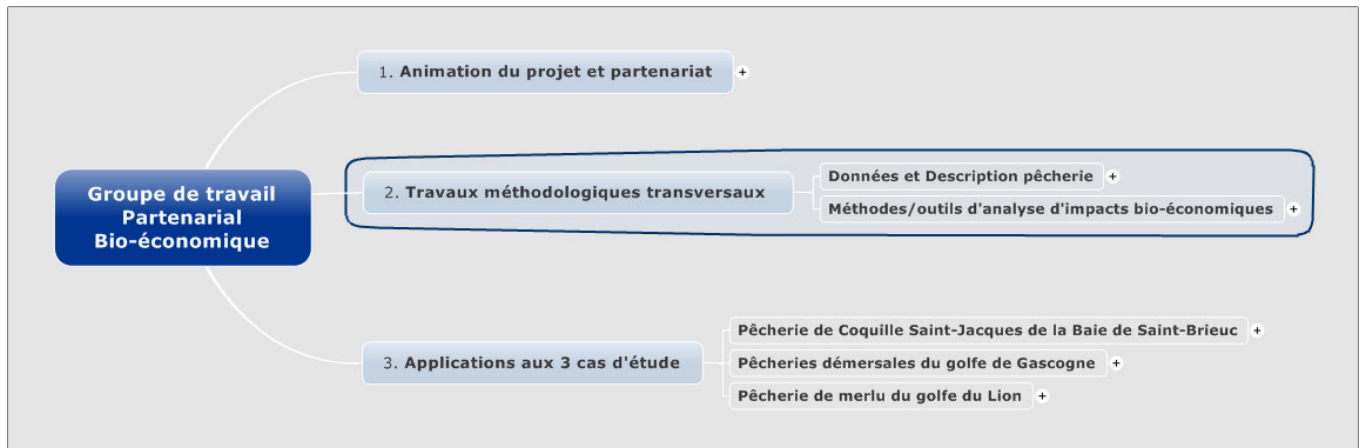 Groupe de travail
Partenarial
Bio-économique
1. Animation du projet et partenariat
2. Travaux méthodologiques transversaux
Données et Description pêcherie
Méthodes/outils d'analyse d'impacts bio-économiques
3. Applications aux 3 cas d'étude
Pêcherie de Coquille Saint-Jacques de la Baie de Saint-Brieuc
Pêcheries démersales du golfe de Gascogne
Pêcherie de merlu du golfe du Lion